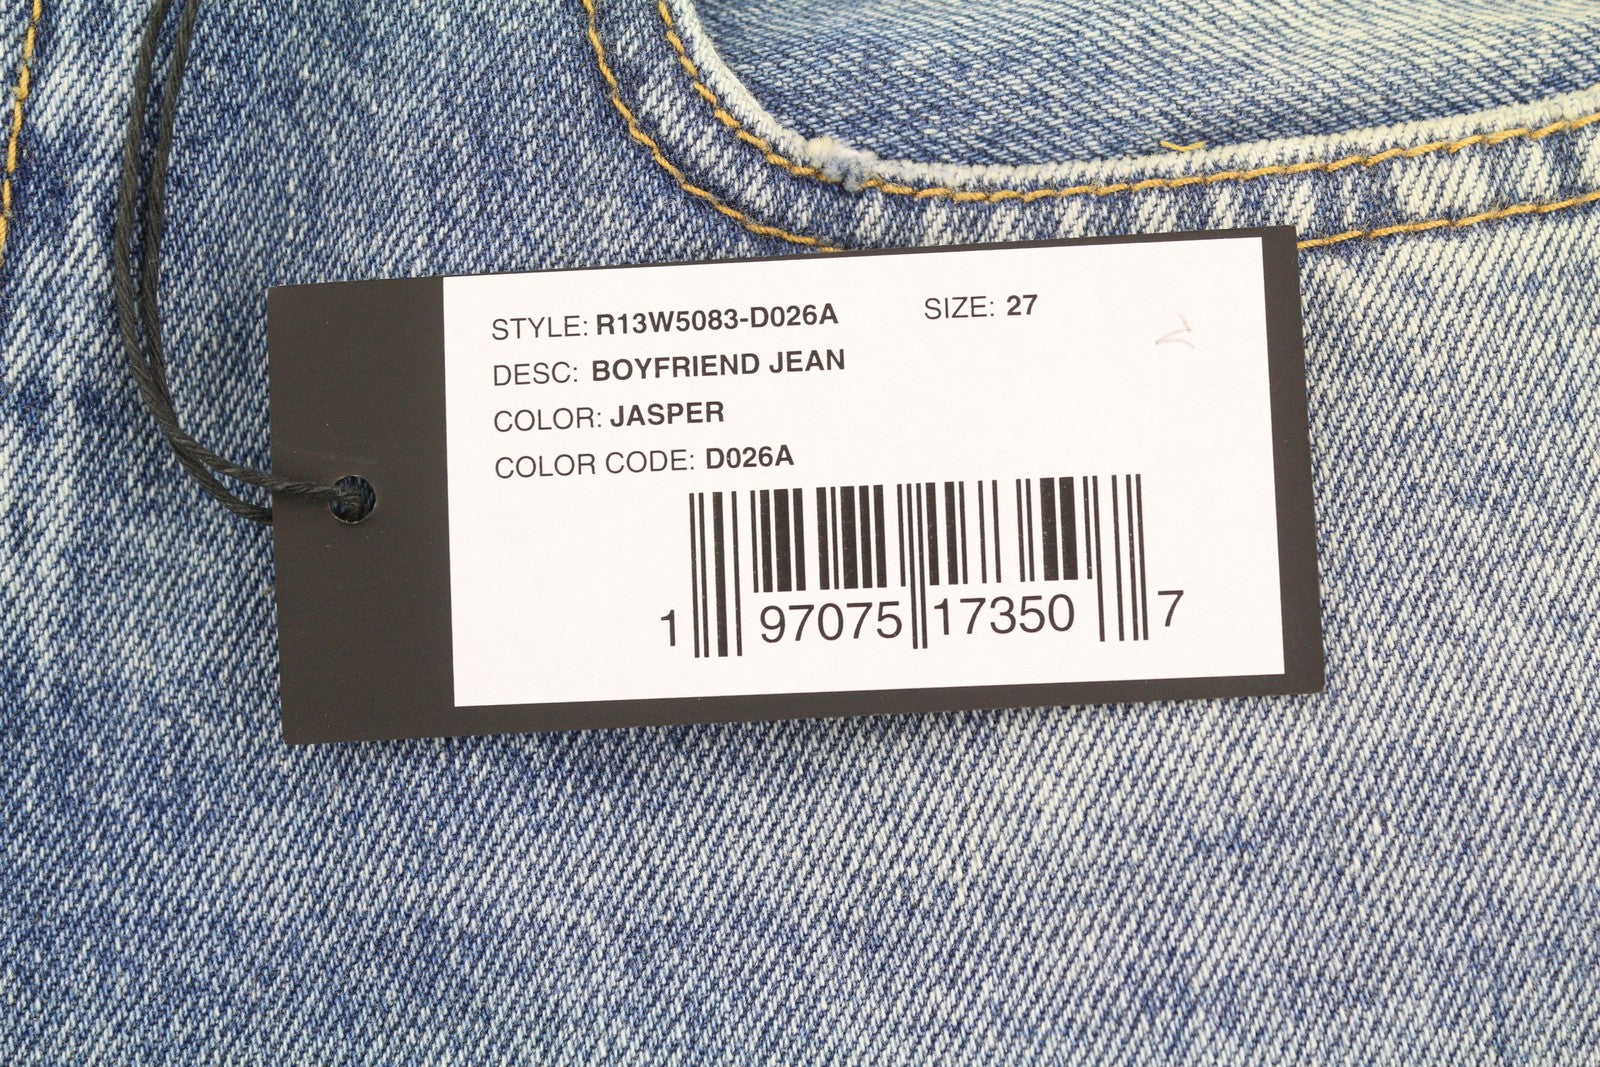 STYLE: R13W5083-D026A SIZE: 27
DESC: BOYFRIEND JEAN
COLOR: JASPER
COLOR CODE: D026A
1 97075 17350 7